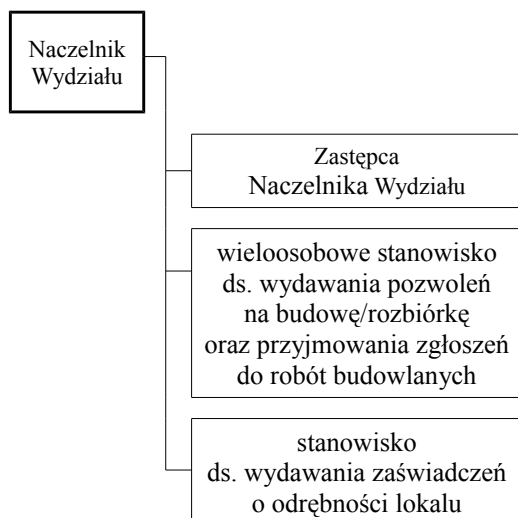 Naczelnik
Wydziału
Zastępca
Naczelnika Wydziału
wieloosobowe stanowisko
ds. wydawania pozwoleń
na budowę/rozbiórkę
oraz przyjmowania zgłoszeń
do robót budowlanych
stanowisko
ds. wydawania zaświadczeń
o odrębności lokalu